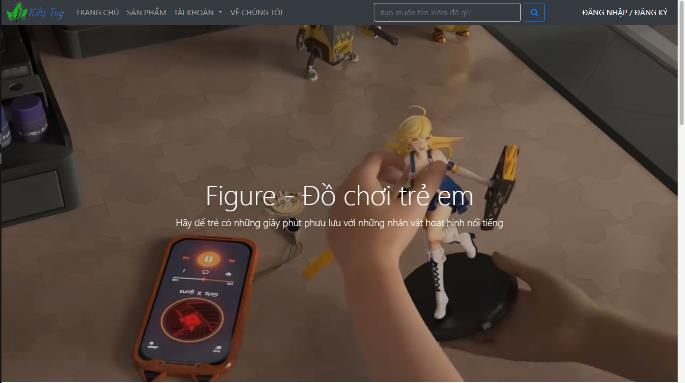 Kids Toy
TRANG CHỦ SẢN PHẨM TÀI KHOẢN VỀ CHÚNG TÔI
Bạn muốn tìm kiếm đồ gì?
ĐĂNG NHẬP / ĐĂNG KÝ
Figure - Đồ chơi trẻ em
Hãy để trẻ có những giây phút phưu lưu với những nhân vật hoạt hình nổi tiếng
Girls X Guns